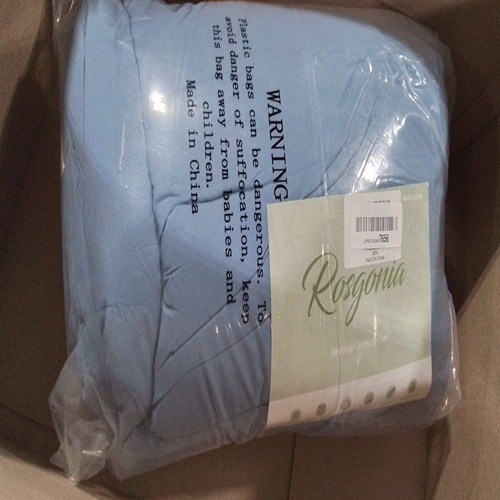 WARNING
Plastic bags can be dangerous. To
avoid danger of suffocation, keep
this bag away from babies and
children.
Made in China
Rosgonia